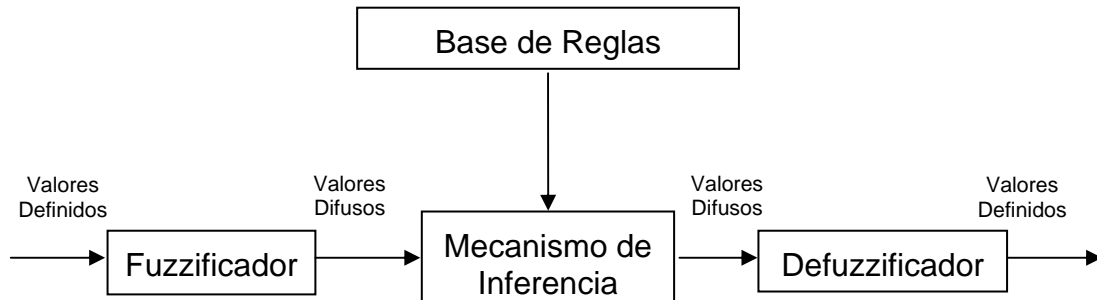 Base de Reglas
Valores
Definidos
Valores
Difusos
Valores
Difusos
Valores
Definidos
Fuzzificador
Mecanismo de
Inferencia
Defuzzificador